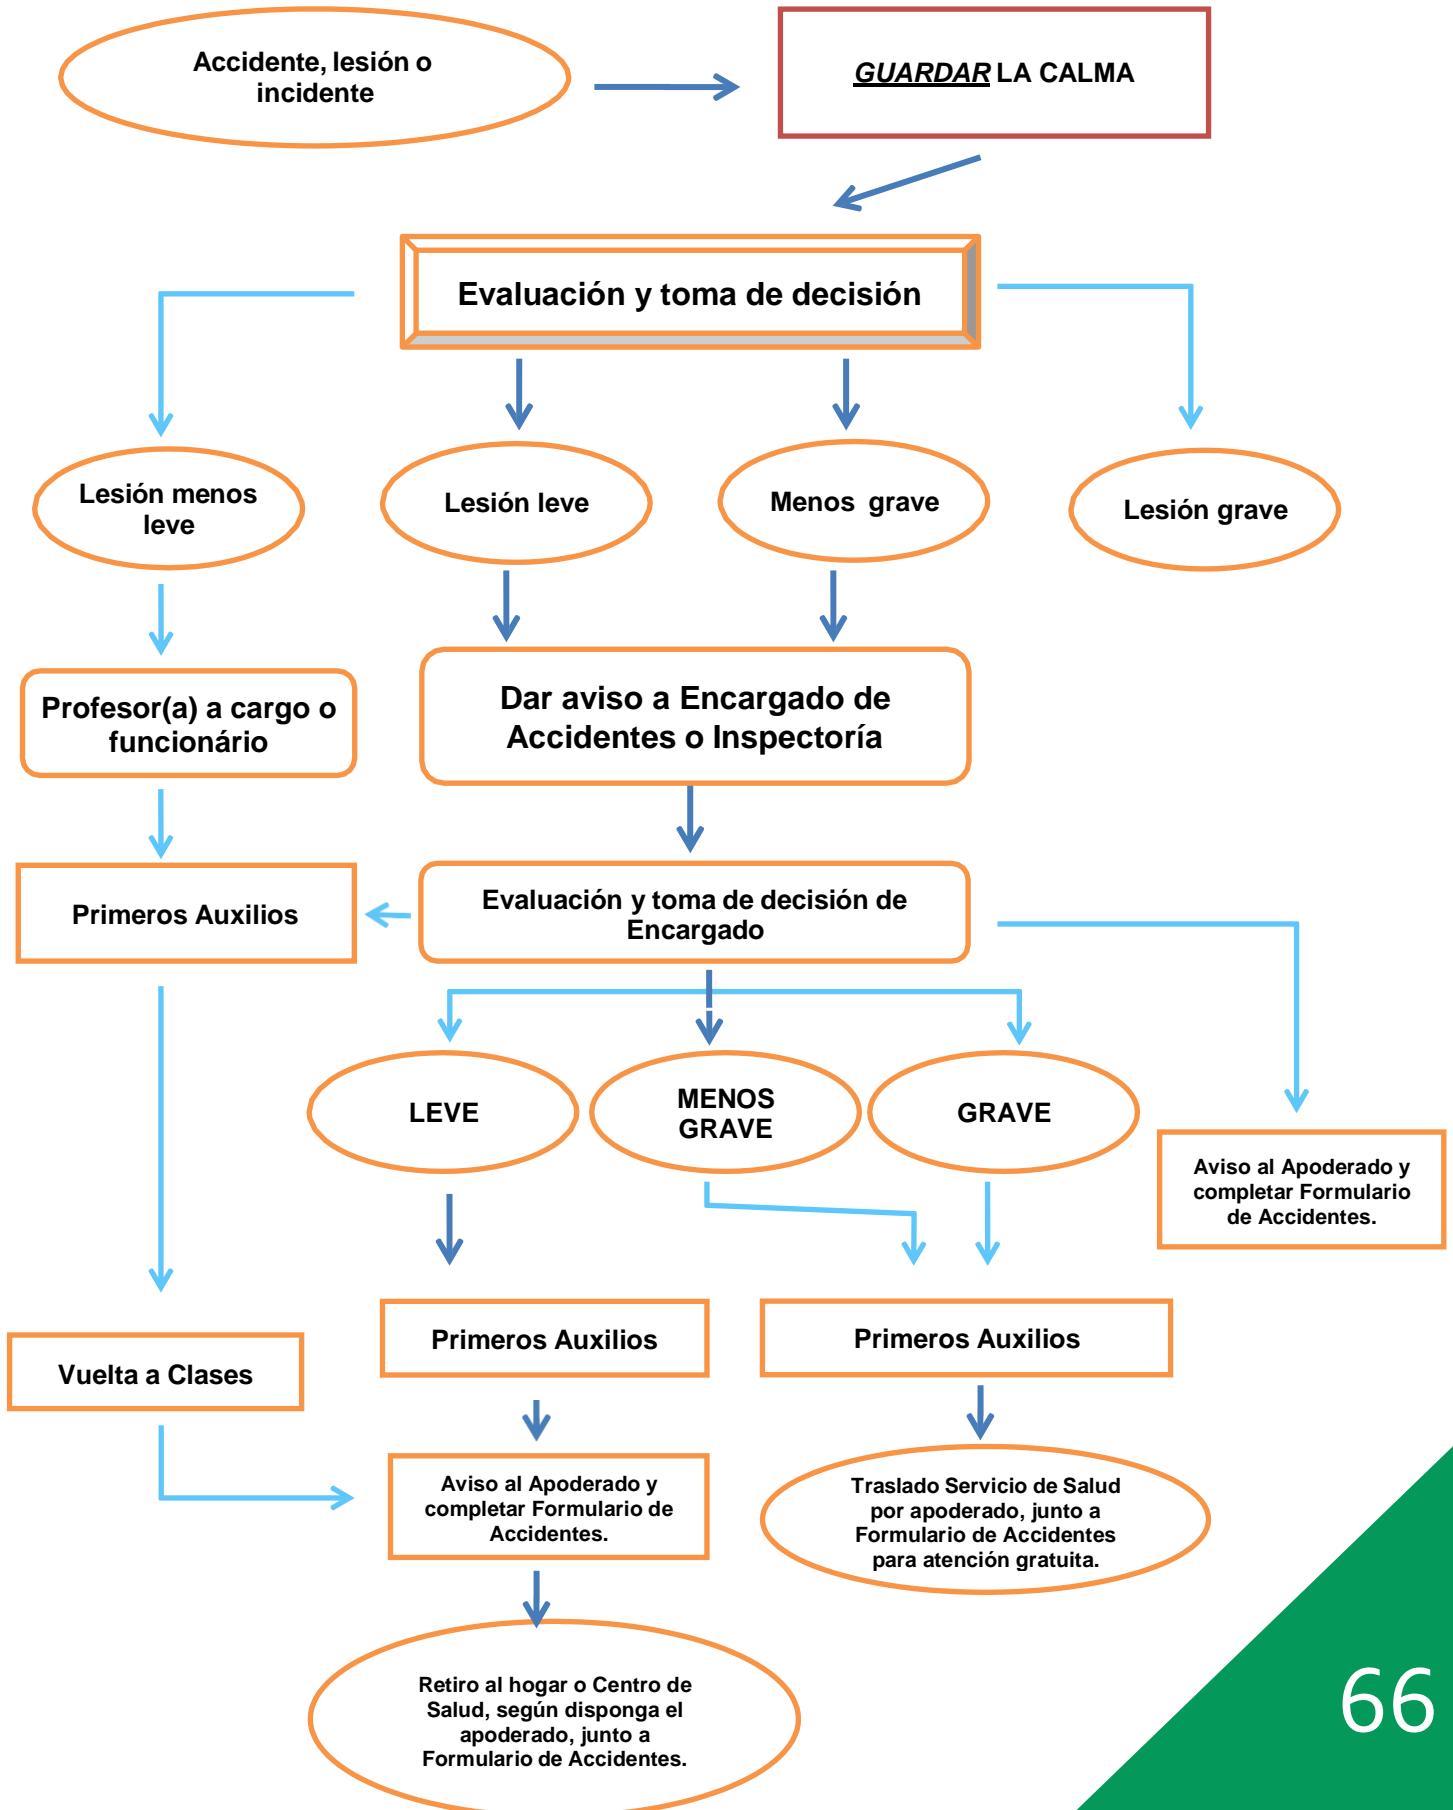 Accidente, lesión o
incidente
GUARDAR LA CALMA
Evaluación y toma de decisión
Lesión menos
leve
Lesión leve
Menos grave
Lesión grave
Profesor(a) a cargo o
funcionário
Dar aviso a Encargado de
Accidentes o Inspectoría
Primeros Auxilios
Evaluación y toma de decisión de
Encargado
LEVE
MENOS
GRAVE
GRAVE
Aviso al Apoderado y
completar Formulario
de Accidentes.
Vuelta a Clases
Primeros Auxilios
Primeros Auxilios
Aviso al Apoderado y
completar Formulario de
Accidentes.
Traslado Servicio de Salud
por apoderado, junto a
Formulario de Accidentes
para atención gratuita.
Retiro al hogar o Centro de
Salud, según disponga el
apoderado, junto a
Formulario de Accidentes.
66